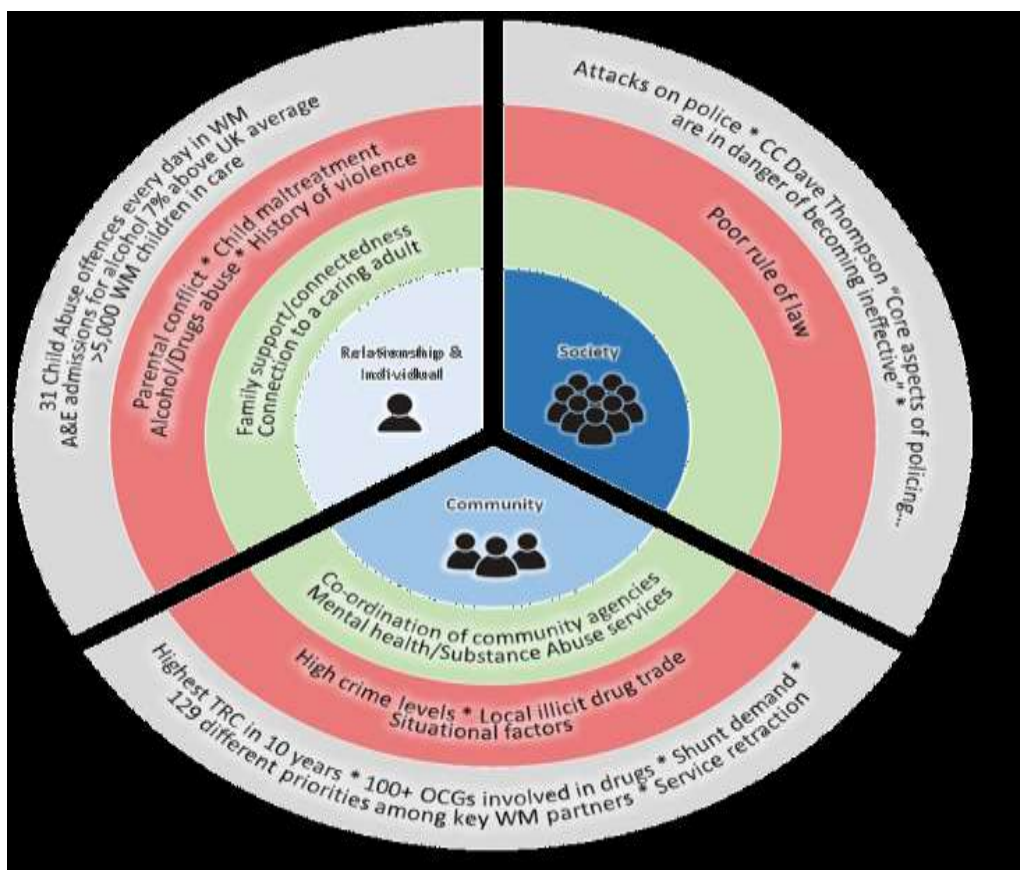 31 Child Abuse offences every day in WM
A&E admissions for alcohol 7% above UK average
>5,000 WM children in care
Parental conflict * Child maltreatment
Alcohol/Drugs abuse * History of violence
Family support/connectedness
Connection to a caring adult
Relationship &
Individual
Attacks on police * CC Dave Thompson “Core aspects of policing...
are in danger of becoming ineffective” *
Poor rule of law
Society
Community
Co-ordination of community agencies
Mental health/Substance Abuse services
High crime levels * Local illicit drug trade
Situational factors
Highest TRC in 10 years * 100+ OCGs involved in drugs * Shunt demand *
129 different priorities among key WM partners * Service retraction